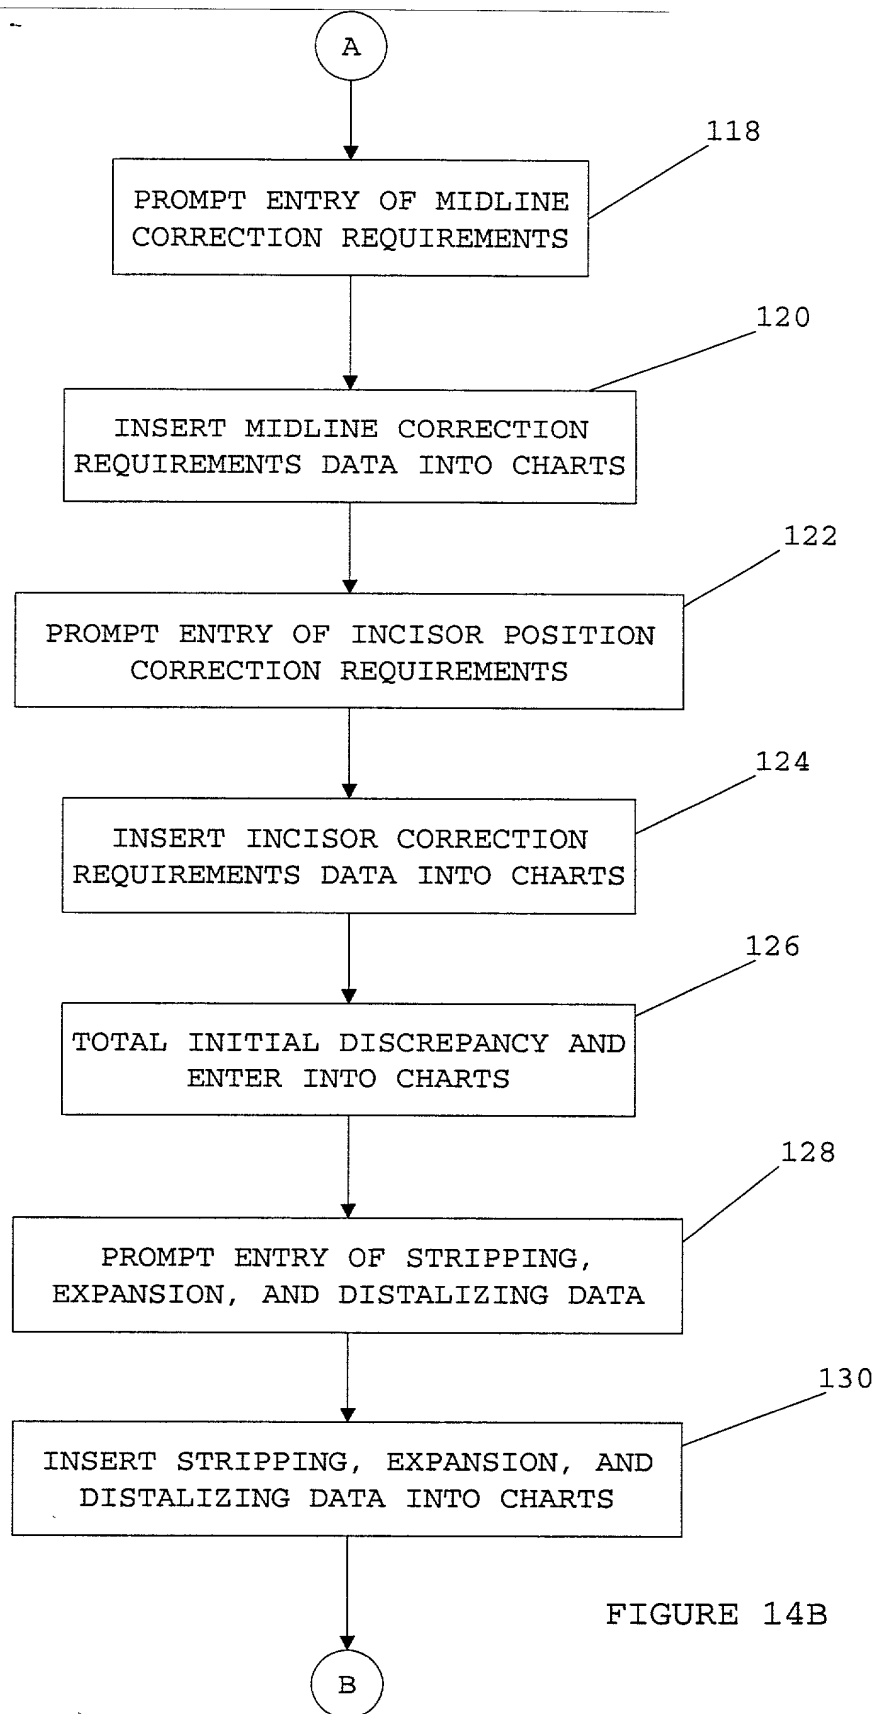 A
118
PROMPT ENTRY OF MIDLINE
CORRECTION REQUIREMENTS
120
INSERT MIDLINE CORRECTION
REQUIREMENTS DATA INTO CHARTS
122
PROMPT ENTRY OF INCISOR POSITION
CORRECTION REQUIREMENTS
124
INSERT INCISOR CORRECTION
REQUIREMENTS DATA INTO CHARTS
126
TOTAL INITIAL DISCREPANCY AND
ENTER INTO CHARTS
128
PROMPT ENTRY OF STRIPPING,
EXPANSION, AND DISTALIZING DATA
130
INSERT STRIPPING, EXPANSION, AND
DISTALIZING DATA INTO CHARTS
FIGURE 14B
B